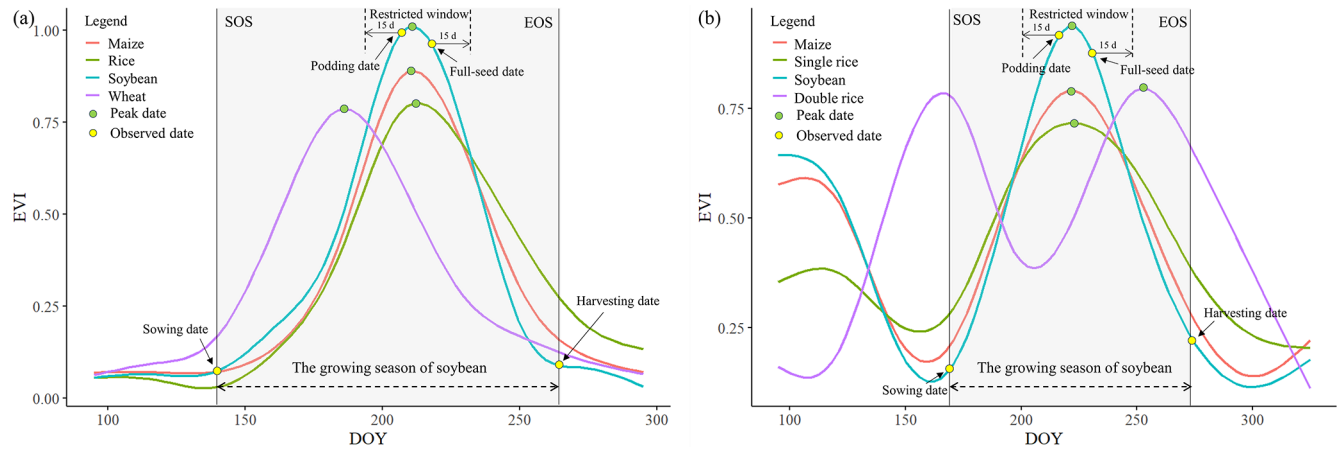 (a)
Legend
Maize
Rice
Soybean
Wheat
Peak date
Observed date
SOS
EOS
Restricted window
15 d
15 d
Podding date
Full-seed date
Sowing date
Harvesting date
The growing season of soybean
1.00
0.75
0.50
0.25
0.00
EVI
100
150
200
250
300
DOY
(b)
Legend
Maize
Single rice
Soybean
Double rice
Peak date
Observed date
SOS
EOS
Restricted window
15 d
15 d
Podding date
Full-seed date
Sowing date
Harvesting date
The growing season of soybean
0.75
0.50
0.25
EVI
100
150
200
250
300
DOY